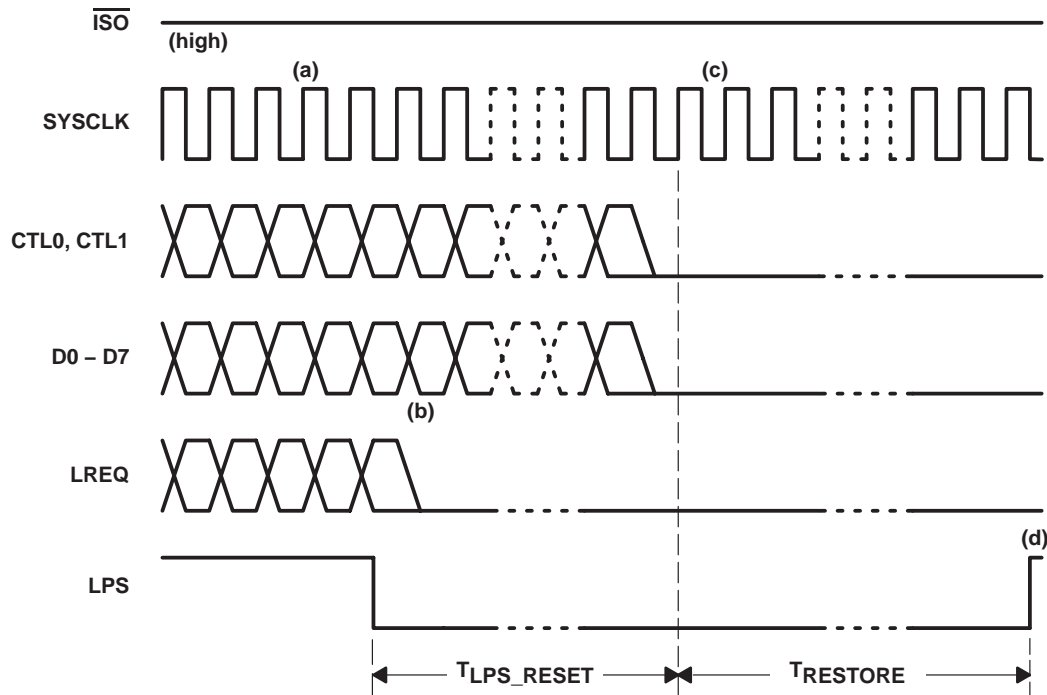 ISO
(high)
(a)
(c)
SYSCLK
CTL0, CTL1
D0 – D7
(b)
LREQ
(d)
LPS
TLPS_RESET
TRESTORE